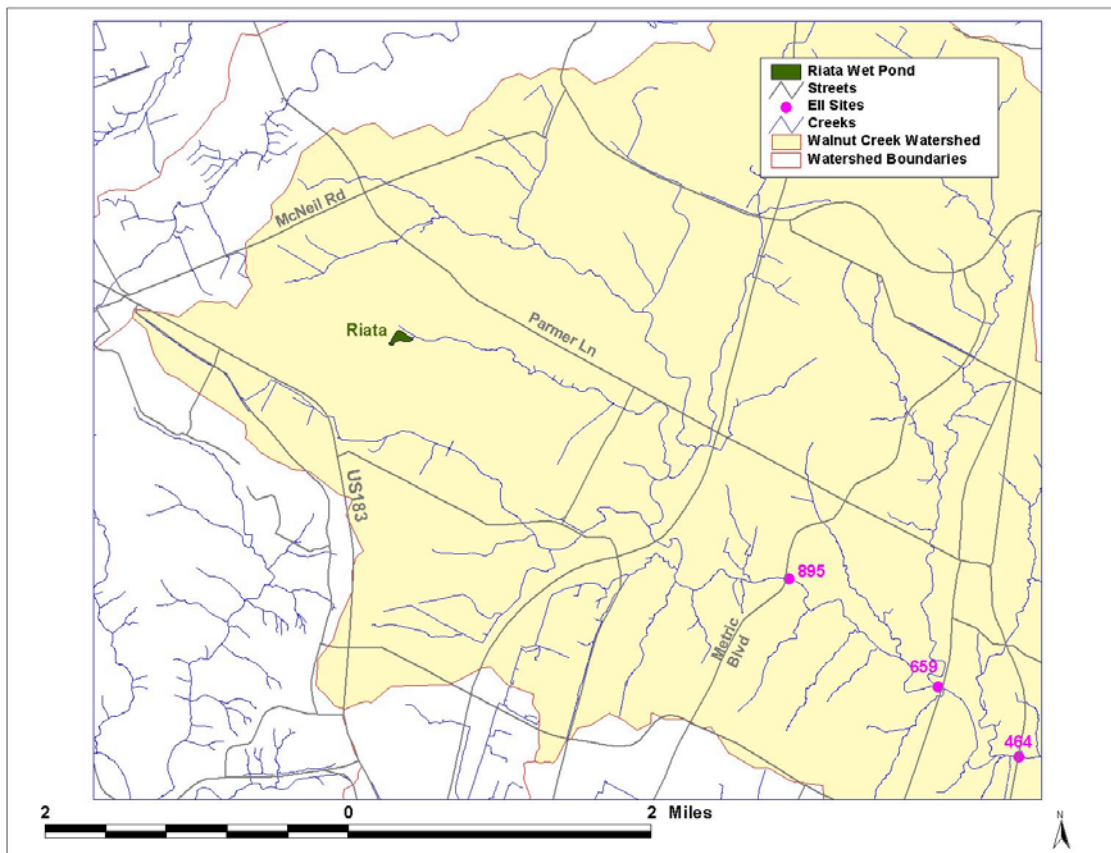 Riata Wet Pond
Streets
EII Sites
Creeks
Walnut Creek Watershed
Watershed Boundaries
McNeil Rd
Riata
Parmer Ln
US183
895
Metric
Blvd
659
464
2 0 2 Miles
N